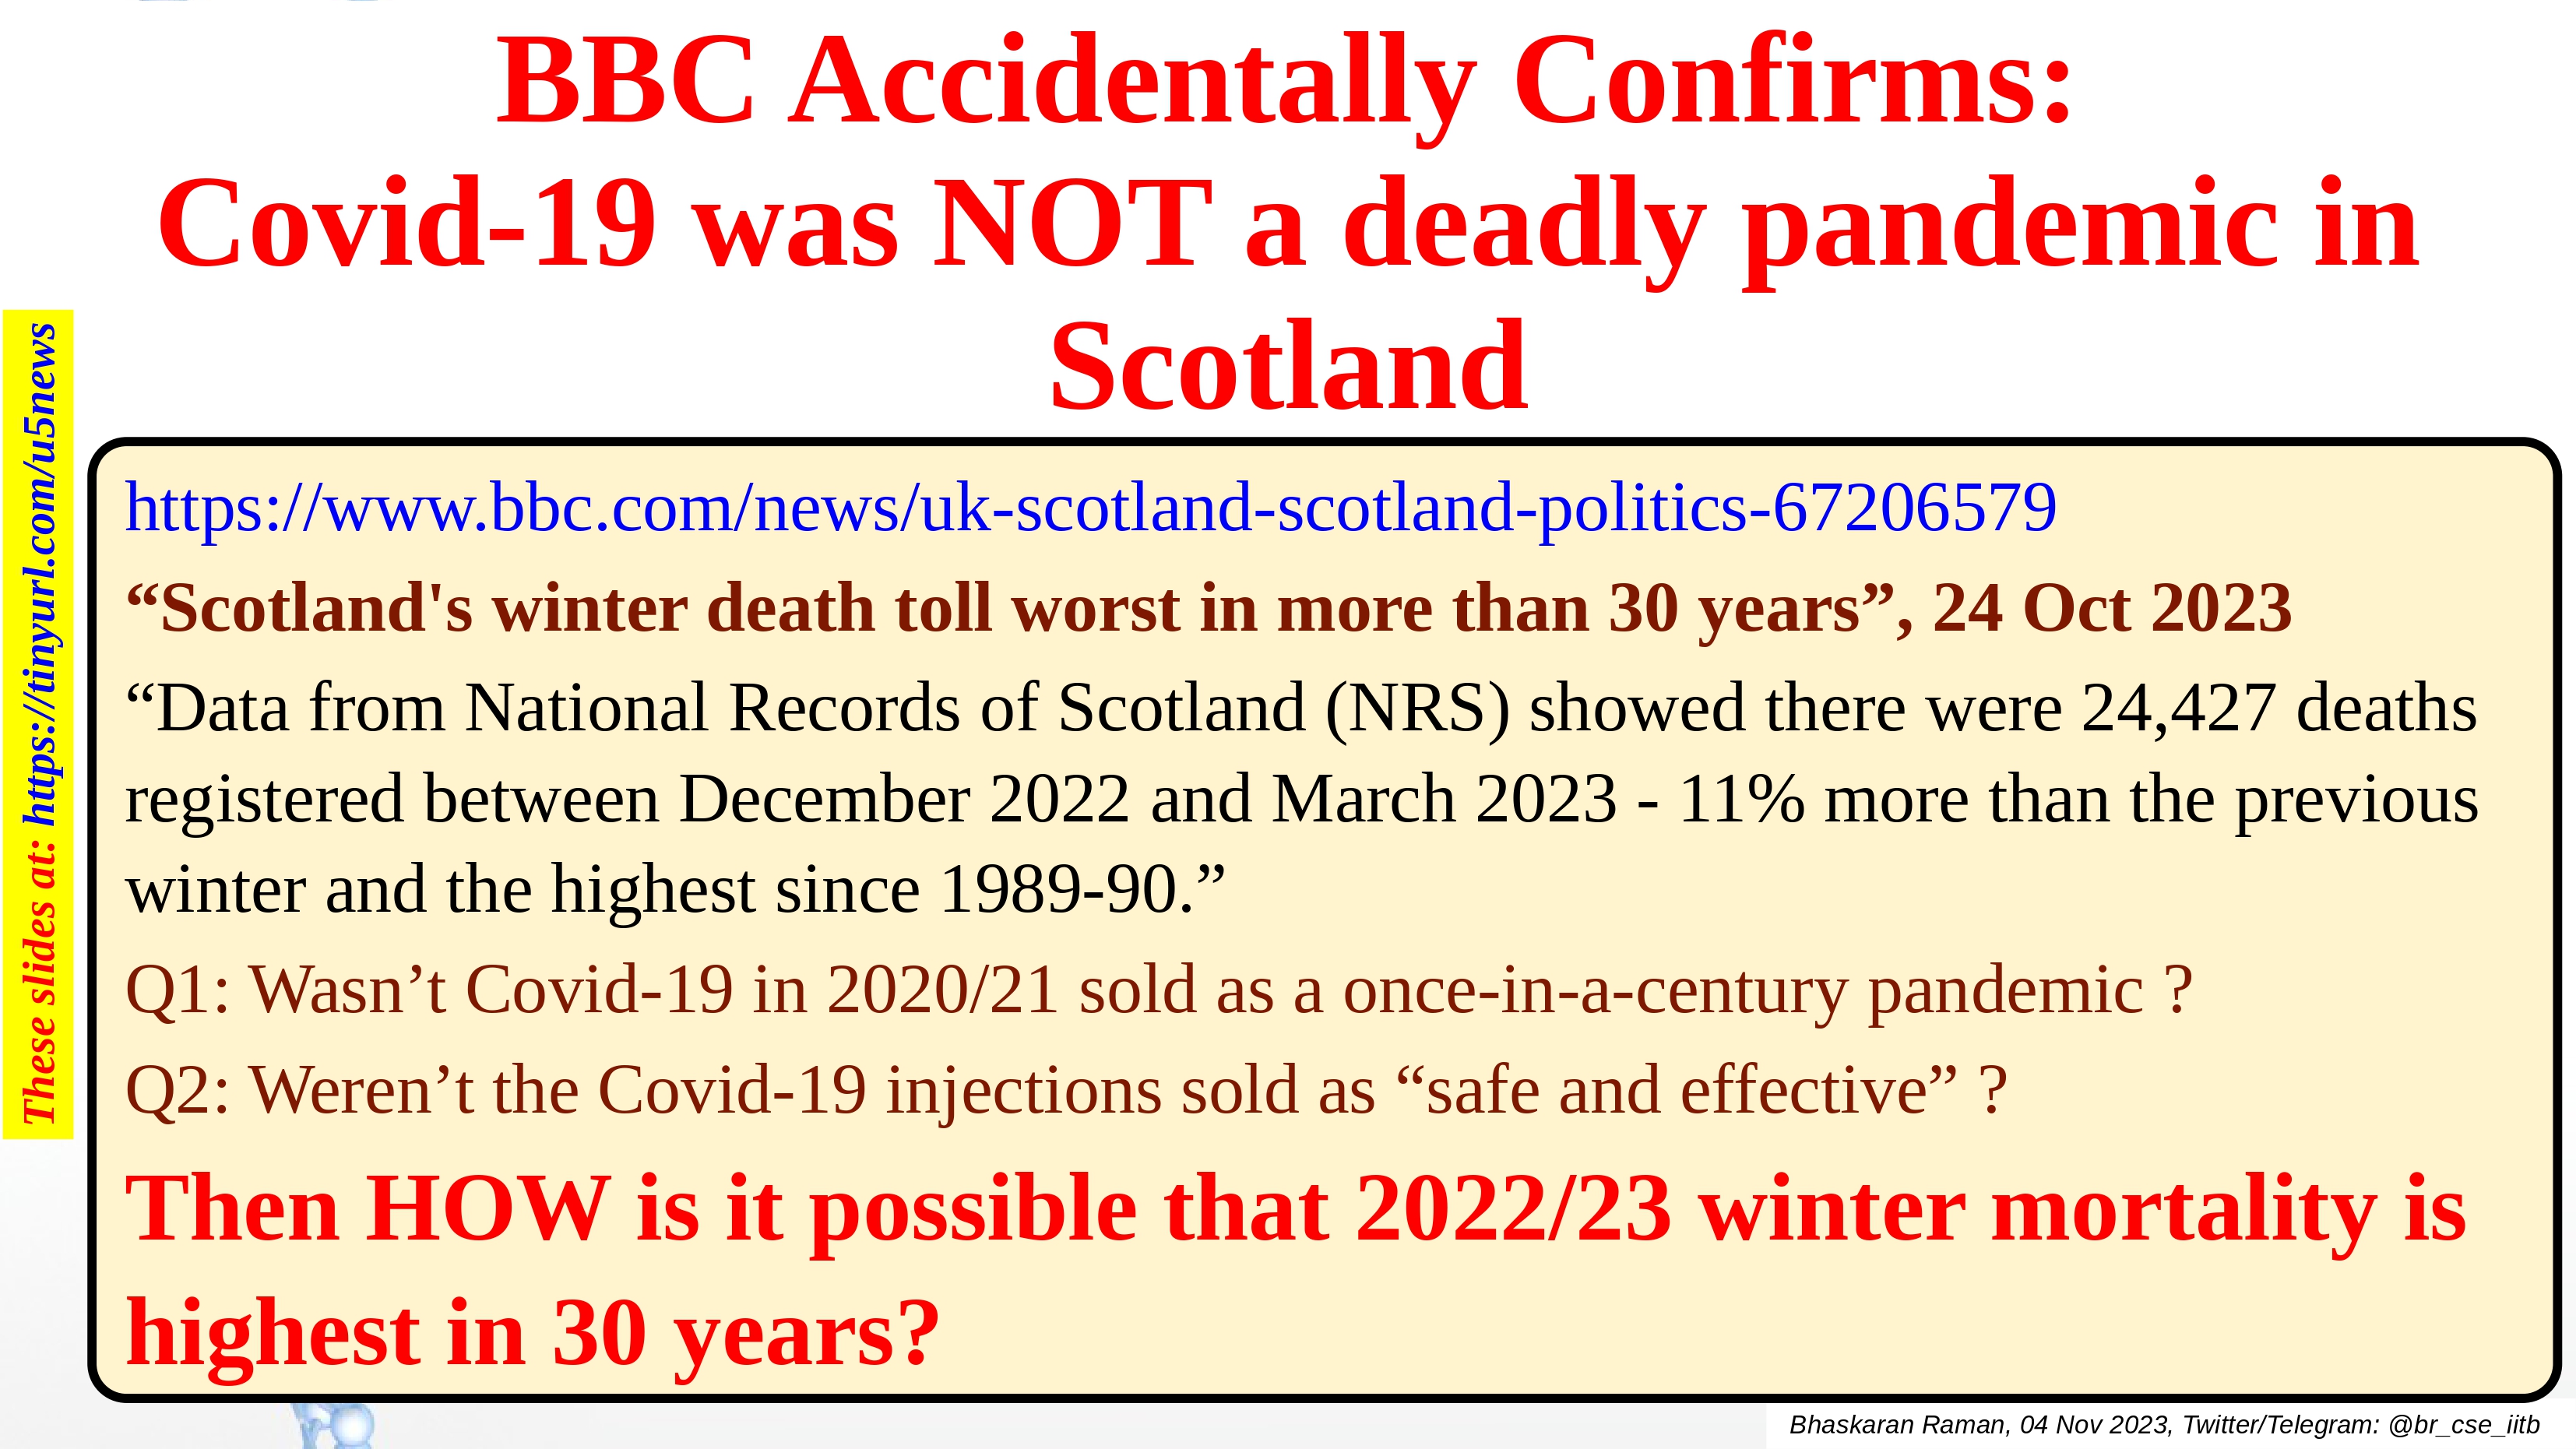 BBC Accidentally Confirms:
Covid-19 was NOT a deadly pandemic in
Scotland
These slides at: https://tinyurl.com/u5news
https://www.bbc.com/news/uk-scotland-scotland-politics-67206579
“Scotland's winter death toll worst in more than 30 years”, 24 Oct 2023
“Data from National Records of Scotland (NRS) showed there were 24,427 deaths
registered between December 2022 and March 2023 - 11% more than the previous
winter and the highest since 1989-90.”
Q1: Wasn’t Covid-19 in 2020/21 sold as a once-in-a-century pandemic ?
Q2: Weren’t the Covid-19 injections sold as “safe and effective” ?
Then HOW is it possible that 2022/23 winter mortality is
highest in 30 years?
Bhaskaran Raman, 04 Nov 2023, Twitter/Telegram: @br_cse_iitb